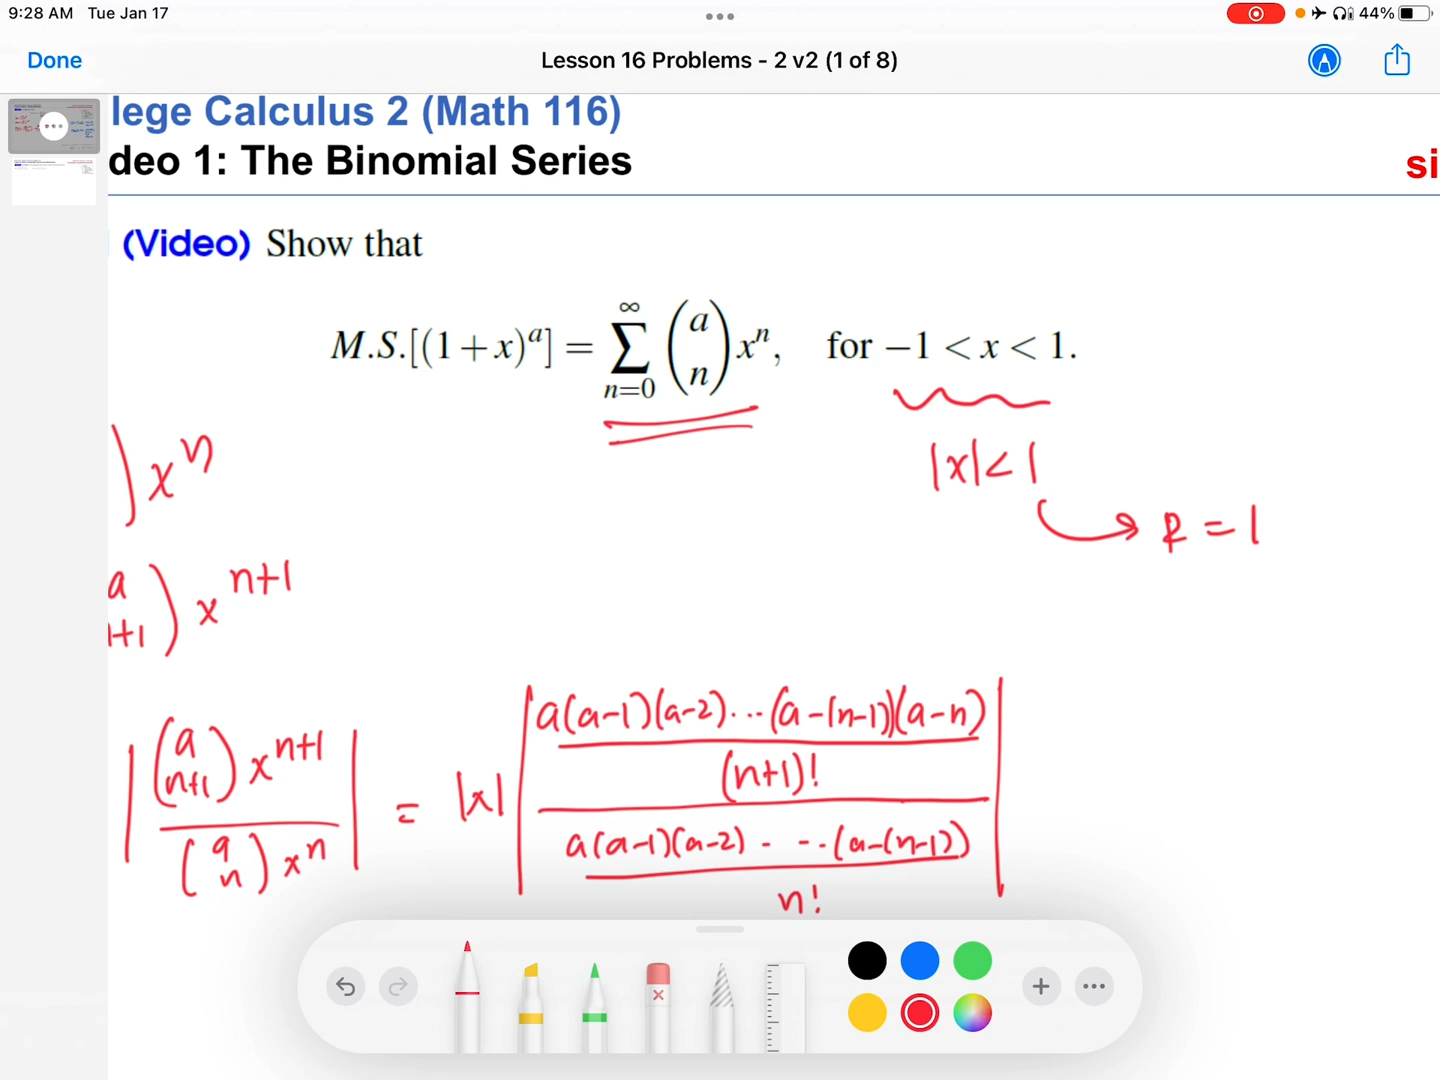 9:28 AM Tue Jan 17
44%
Done
Lesson 16 Problems - 2 v2 (1 of 8)
lege Calculus 2 (Math 116)
deo 1: The Binomial Series
si
(Video) Show that
M.S.[(1+x)^a] = ∑_{n=0}^{∞} (a n) x^n, for −1 < x < 1.
) x^n
|x| < 1
R = 1
a +1 ) x^{n+1}
| (a n+1) x^{n+1} / (a n) x^n | = |x| | a(a-1)(a-2)...(a-(n-1))(a-n) / (n+1)! / a(a-1)(a-2)- --(a-(n-1)) / n! |